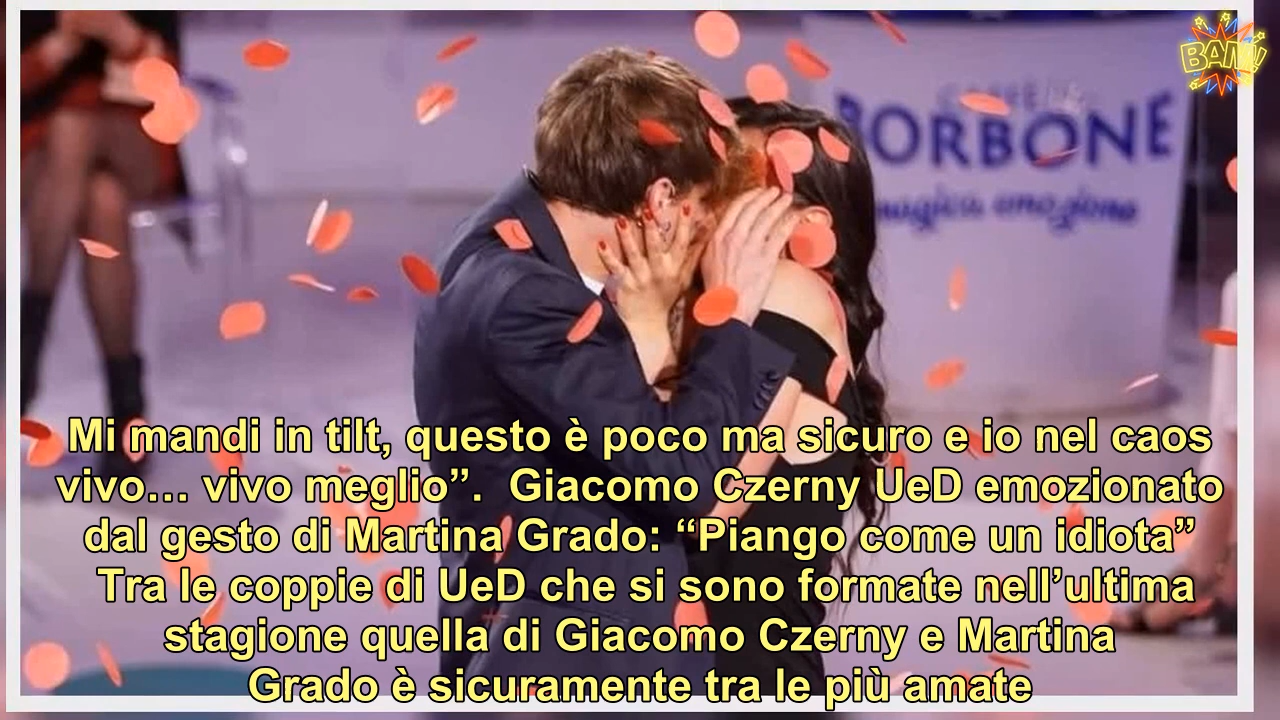 BAM!
CAFFÈ
BORBONE
magica emozione
Mi mandi in tilt, questo è poco ma sicuro e io nel caos
vivo… vivo meglio”. Giacomo Czerny UeD emozionato
dal gesto di Martina Grado: “Piango come un idiota”
Tra le coppie di UeD che si sono formate nell’ultima
stagione quella di Giacomo Czerny e Martina
Grado è sicuramente tra le più amate